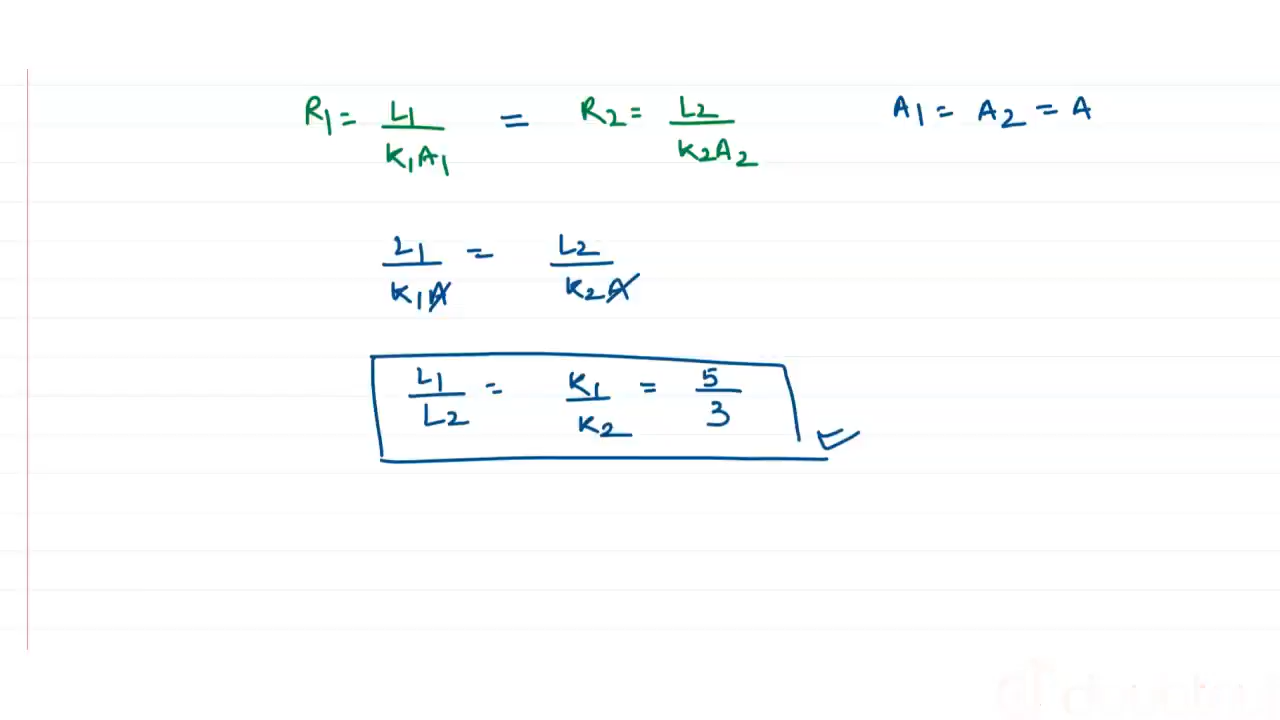 R1 = L1/K1A1 = R2 = L2/K2A2 A1 = A2 = A
L1/K1A = L2/K2A
L1/L2 = K1/K2 = 5/3